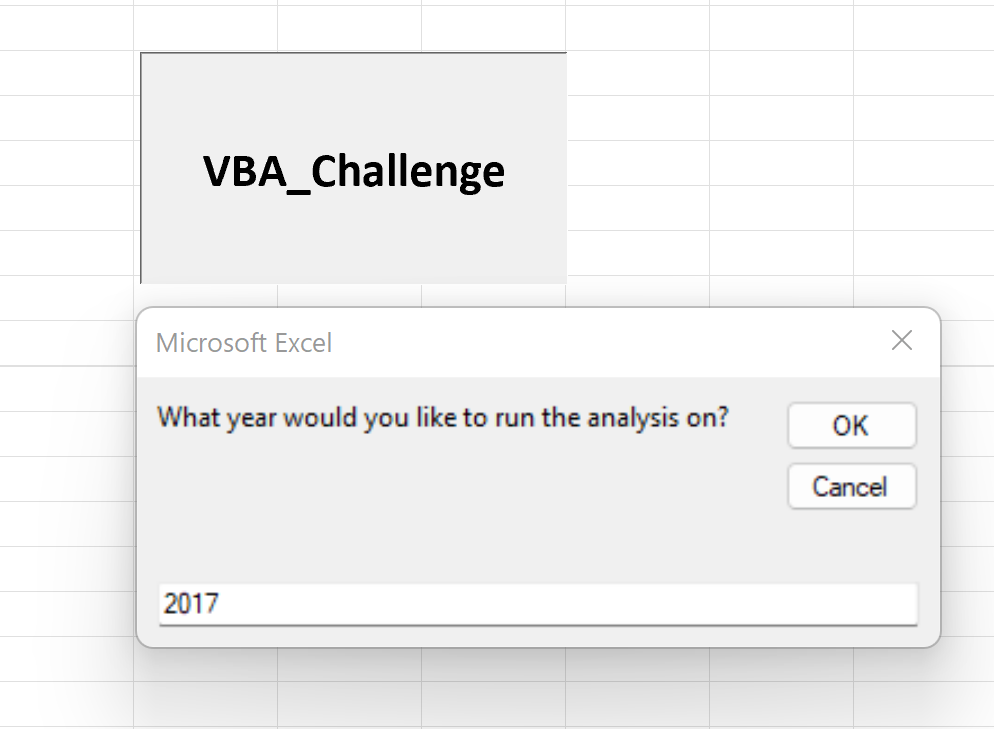 VBA_Challenge
Microsoft Excel
What year would you like to run the analysis on?
OK
Cancel
2017